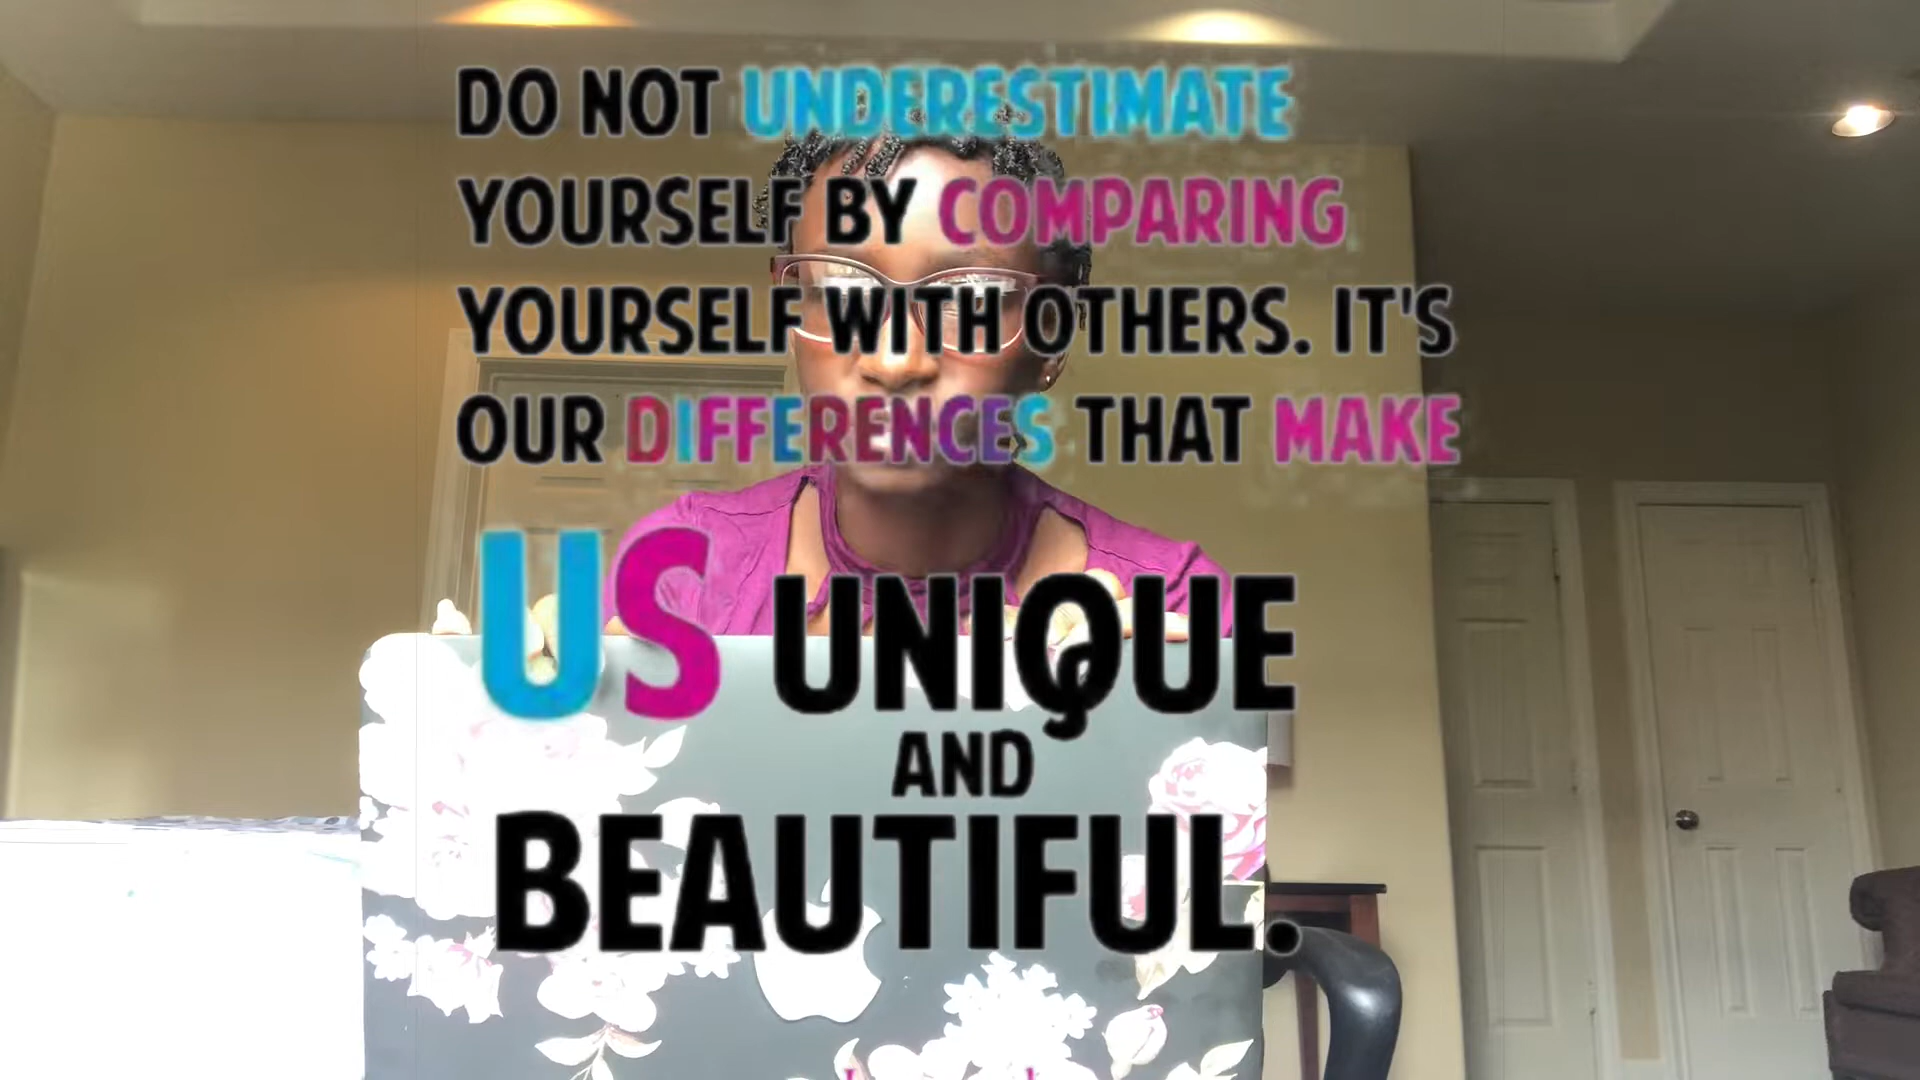 DO NOT UNDERESTIMATE
YOURSELF BY COMPARING
YOURSELF WITH OTHERS. IT'S
OUR DIFFERENCES THAT MAKE
US UNIQUE
AND
BEAUTIFUL.